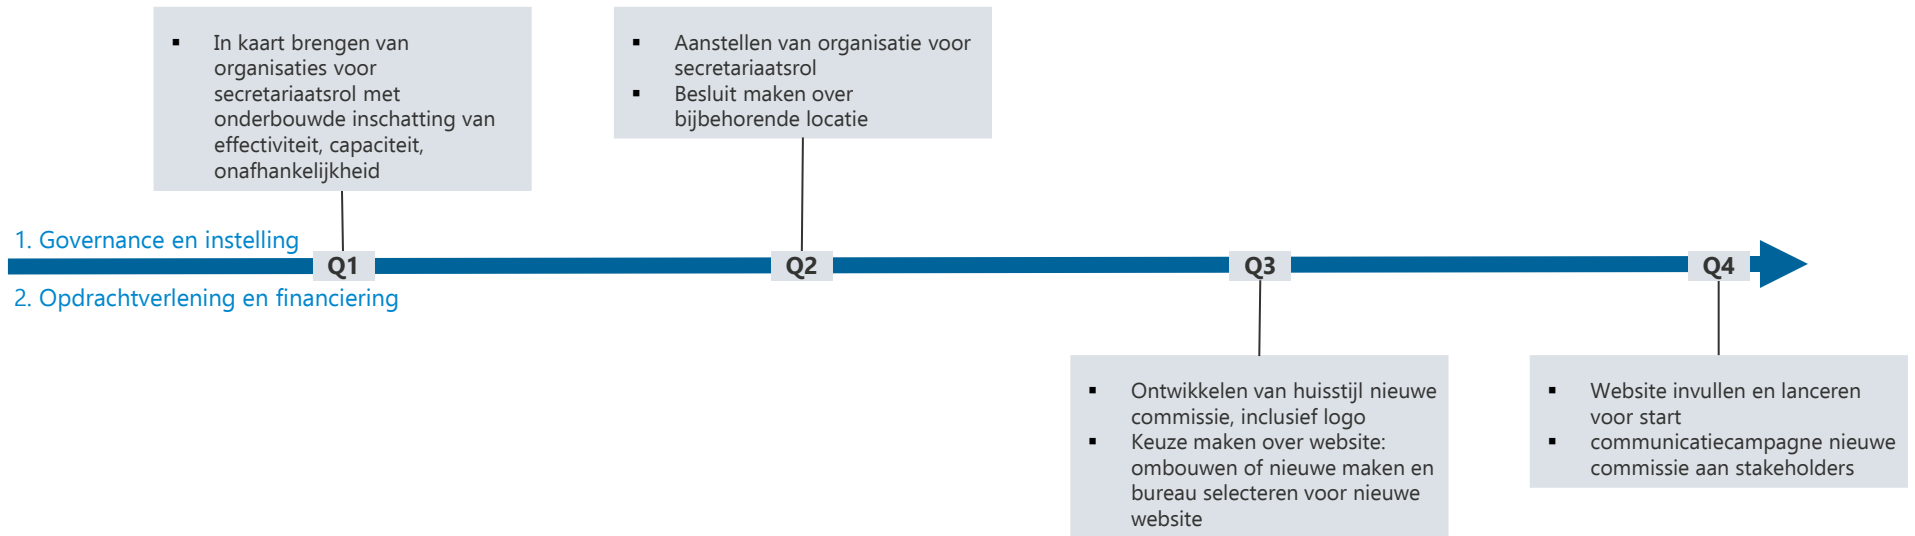 ▪ In kaart brengen van
organisaties voor
secretariaatsrol met
onderbouwde inschatting van
effectiviteit, capaciteit,
onafhankelijkheid
▪ Aanstellen van organisatie voor
secretariaatsrol
▪ Besluit maken over
bijbehorende locatie
1. Governance en instelling
Q1
Q2
Q3
Q4
2. Opdrachtverlening en financiering
▪ Ontwikkelen van huisstijl nieuwe
commissie, inclusief logo
▪ Keuze maken over website:
ombouwen of nieuwe maken en
bureau selecteren voor nieuwe
website
▪ Website invullen en lanceren
voor start
▪ communicatiecampagne nieuwe
commissie aan stakeholders